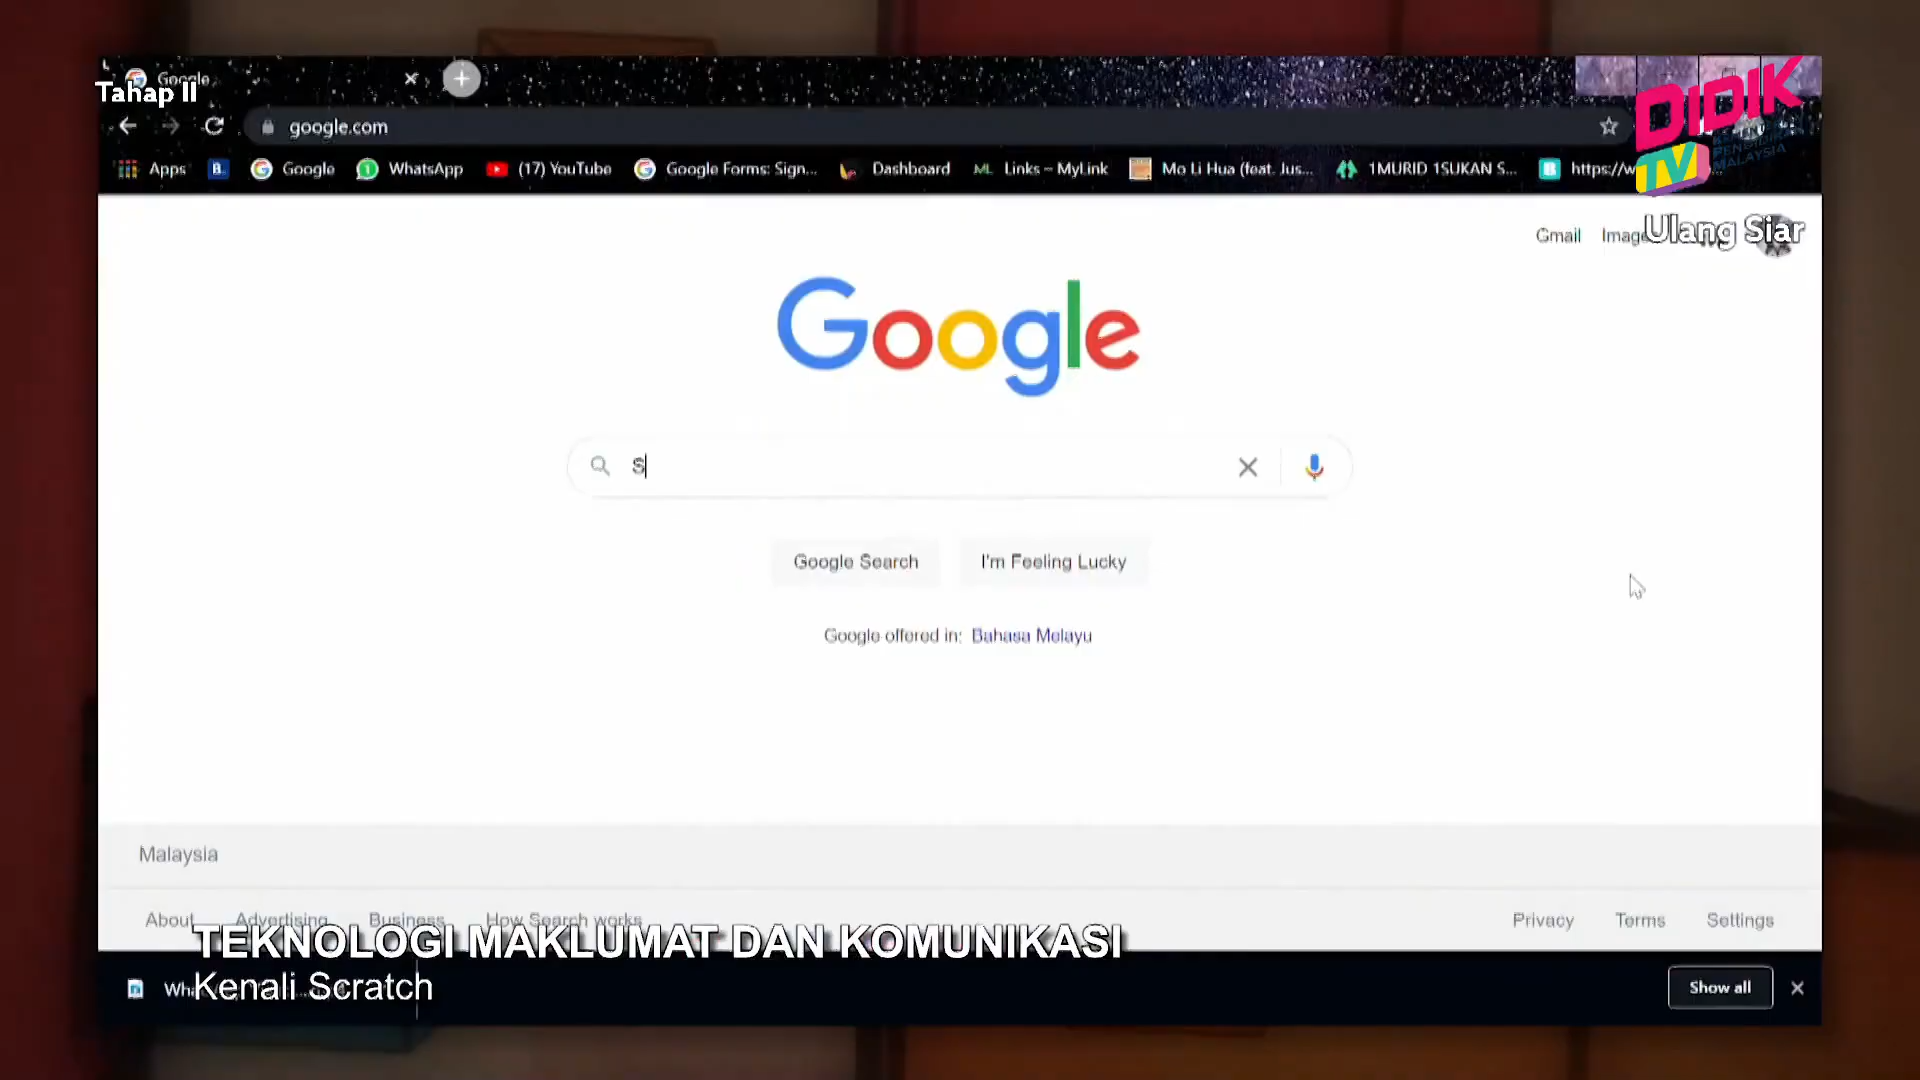 Google
Tahap II
google.com
Apps
B.
Google
WhatsApp
(17) YouTube
Google Forms: Sign...
Dashboard
ML
Links – MyLink
Mo Li Hua (feat. Jus...
1MURID 1SUKAN S...
https://w
DIDIK
TV
MALAYSIA
Gmail
Ulang Siar
Google
S
Google Search
I'm Feeling Lucky
Google offered in: Bahasa Melayu
Malaysia
About
Advertising
Business
How Search works
Privacy
Terms
Settings
TEKNOLOGI MAKLUMAT DAN KOMUNIKASI
Kenali Scratch
Show all